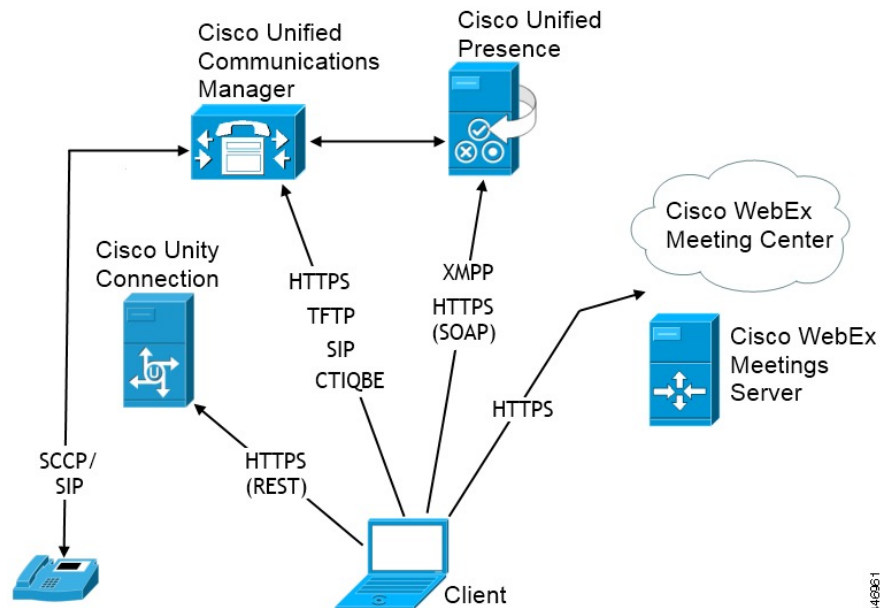 Cisco Unified
Communications
Manager
Cisco Unified
Presence
Cisco WebEx
Meeting Center
Cisco Unity
Connection
HTTPS
TFTP
SIP
CTIQBE
XMPP
HTTPS
(SOAP)
Cisco WebEx
Meetings
Server
HTTPS
SCCP/
SIP
HTTPS
(REST)
Client